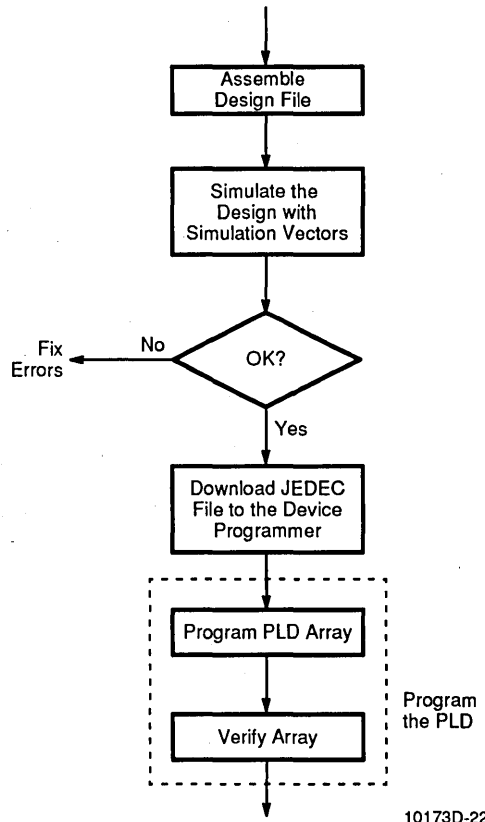 Assemble
Design File
Simulate the
Design with
Simulation Vectors
OK?
No
Fix
Errors
Yes
Download JEDEC
File to the Device
Programmer
Program PLD Array
Verify Array
Program
the PLD
10173D-22